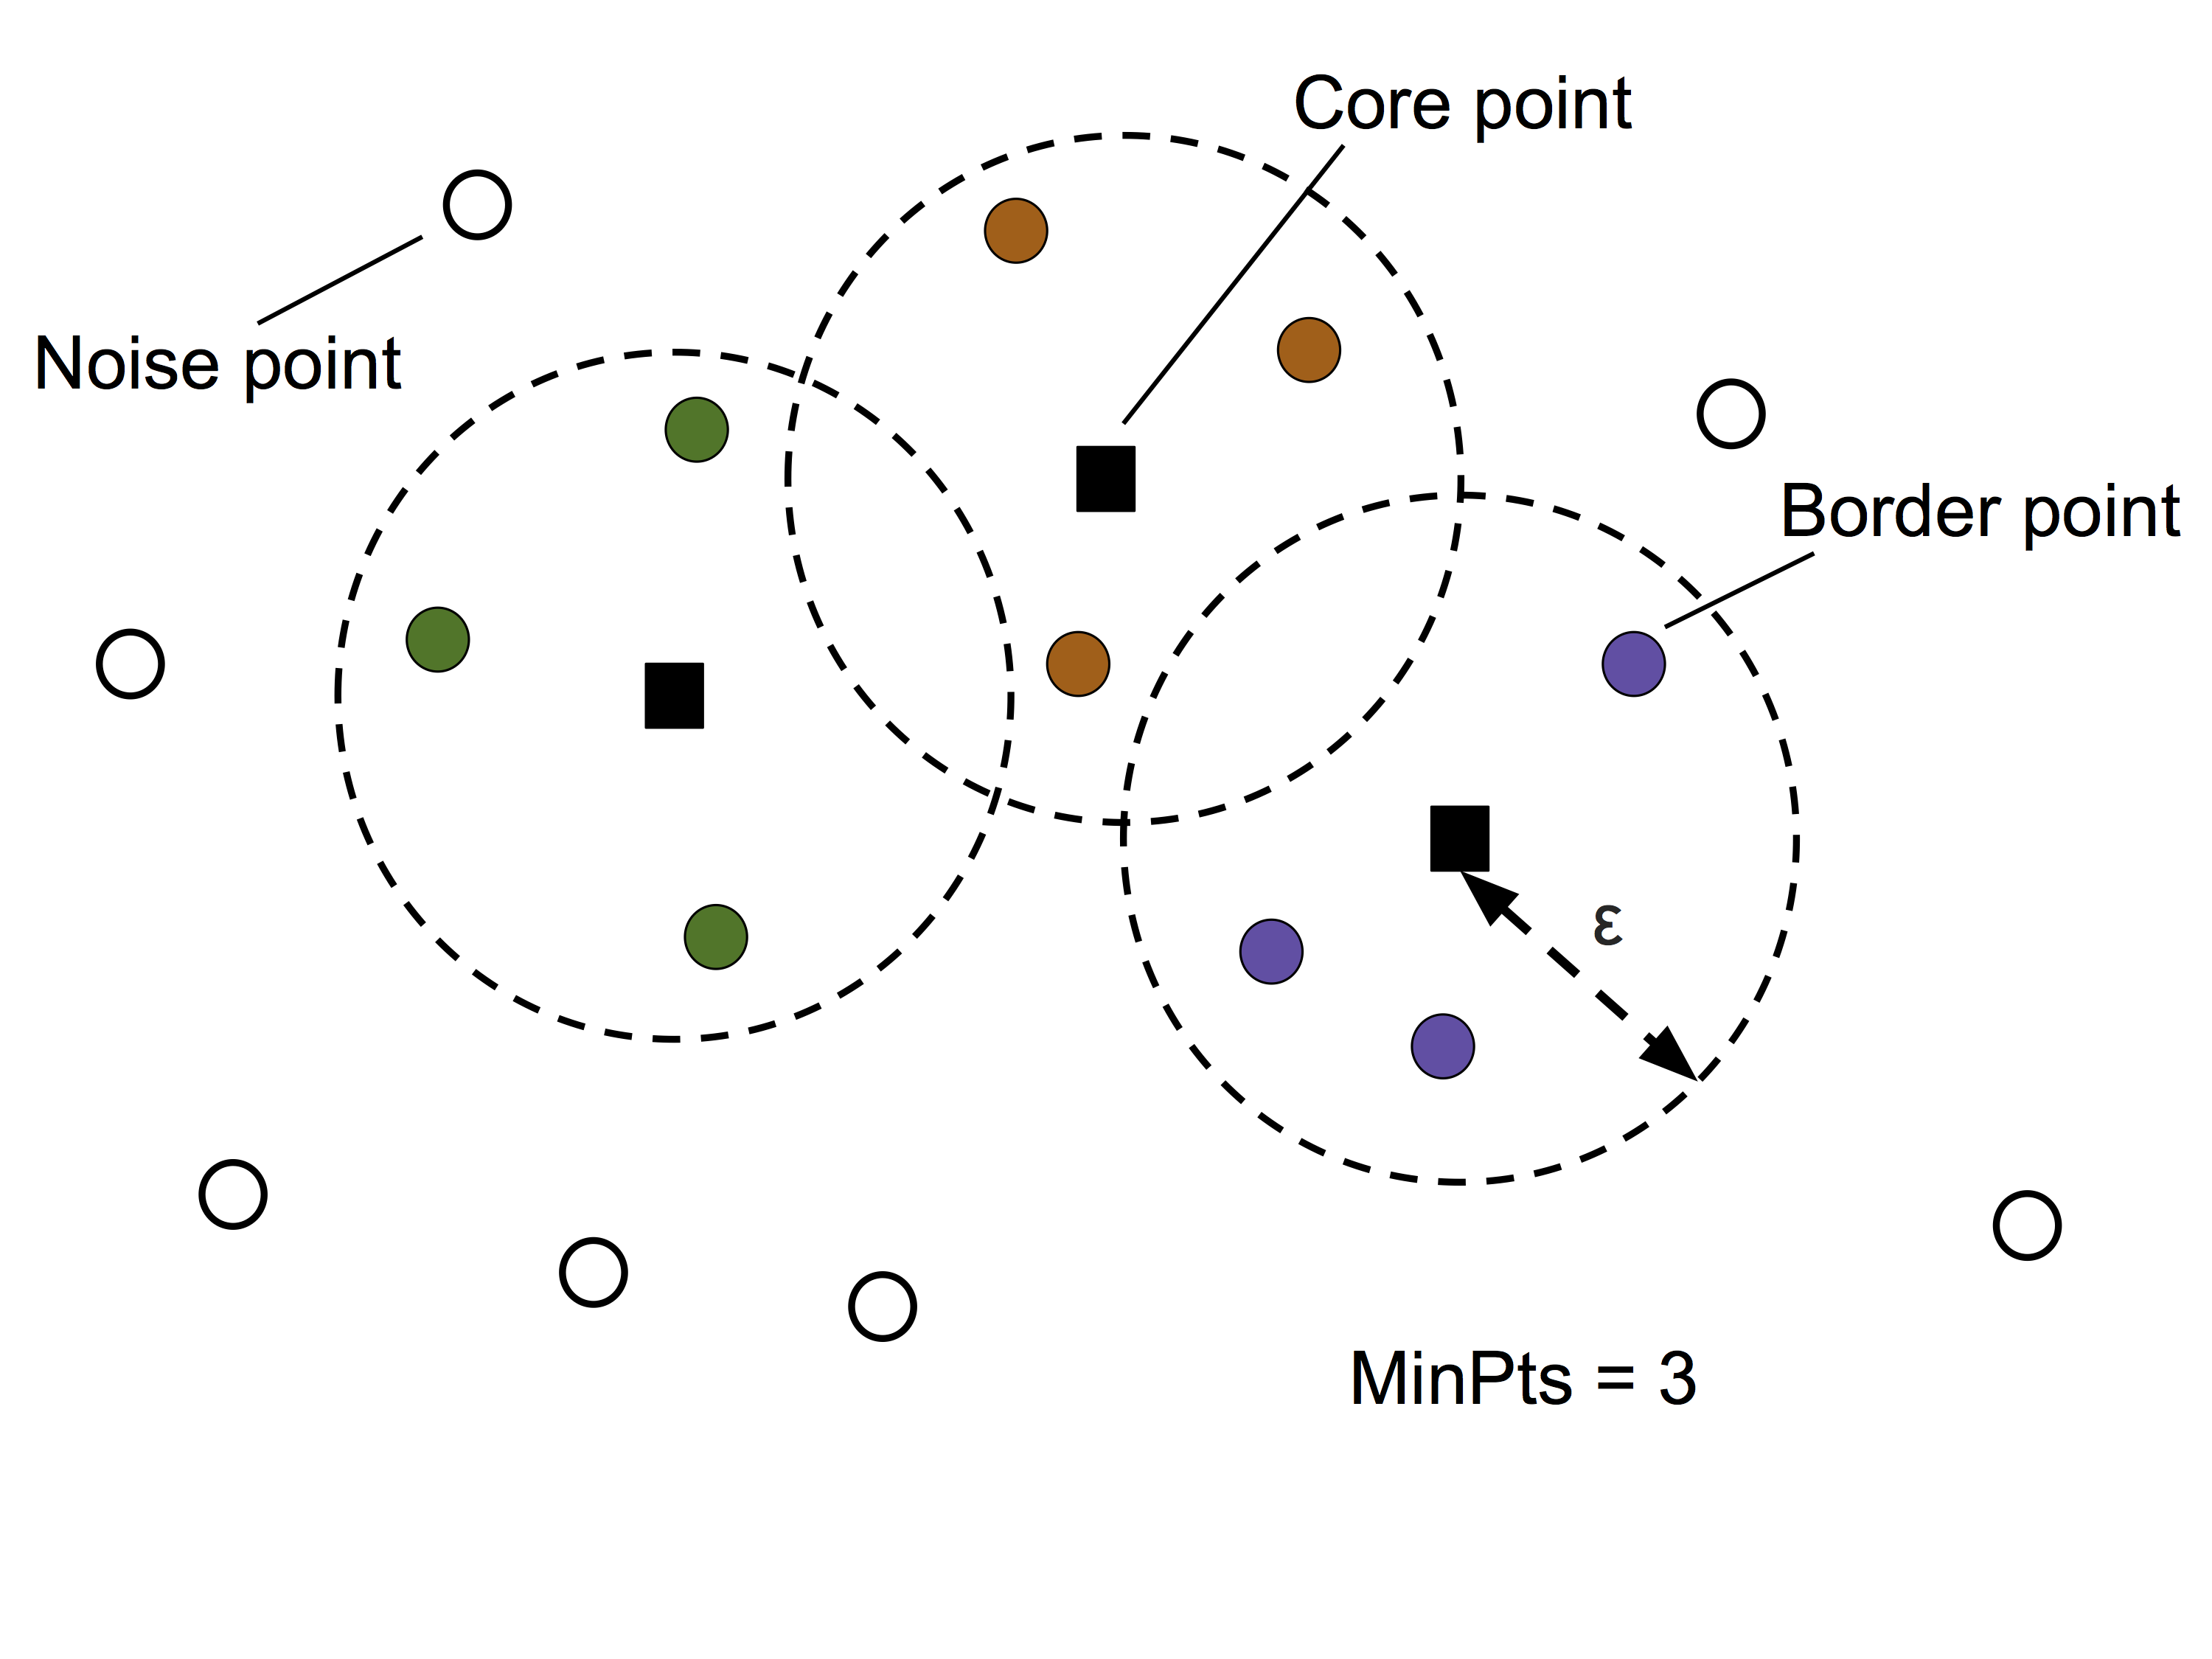 Core point
Noise point
Border point
ε
MinPts = 3